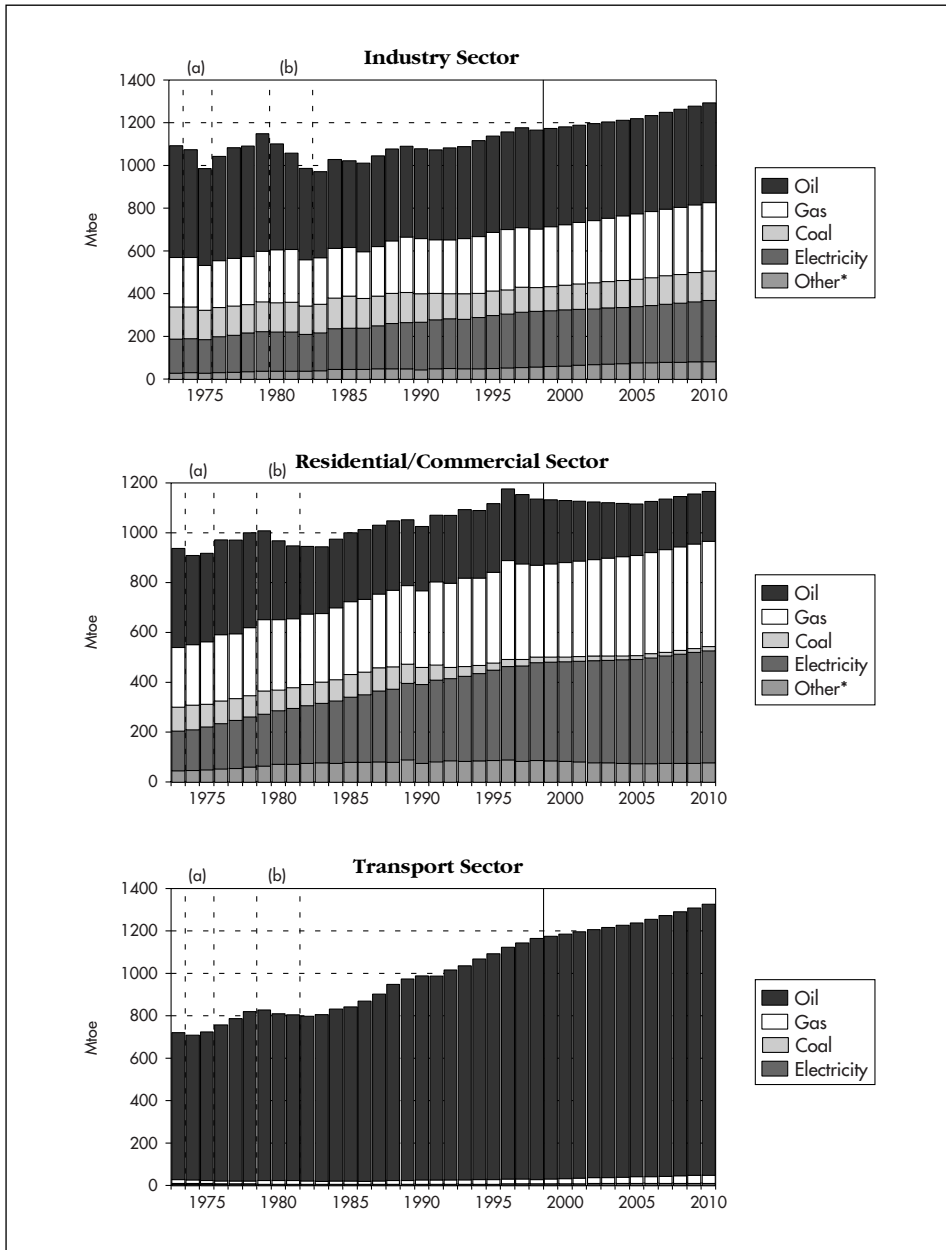 Industry Sector
(a) (b)
1400
1200
1000
800
600
400
200
0
Mtoe
1975 1980 1985 1990 1995 2000 2005 2010
Oil
Gas
Coal
Electricity
Other*
Residential/Commercial Sector
(a) (b)
1200
1000
800
600
400
200
0
Mtoe
1975 1980 1985 1990 1995 2000 2005 2010
Oil
Gas
Coal
Electricity
Other*
Transport Sector
(a) (b)
1400
1200
1000
800
600
400
200
0
Mtoe
1975 1980 1985 1990 1995 2000 2005 2010
Oil
Gas
Coal
Electricity